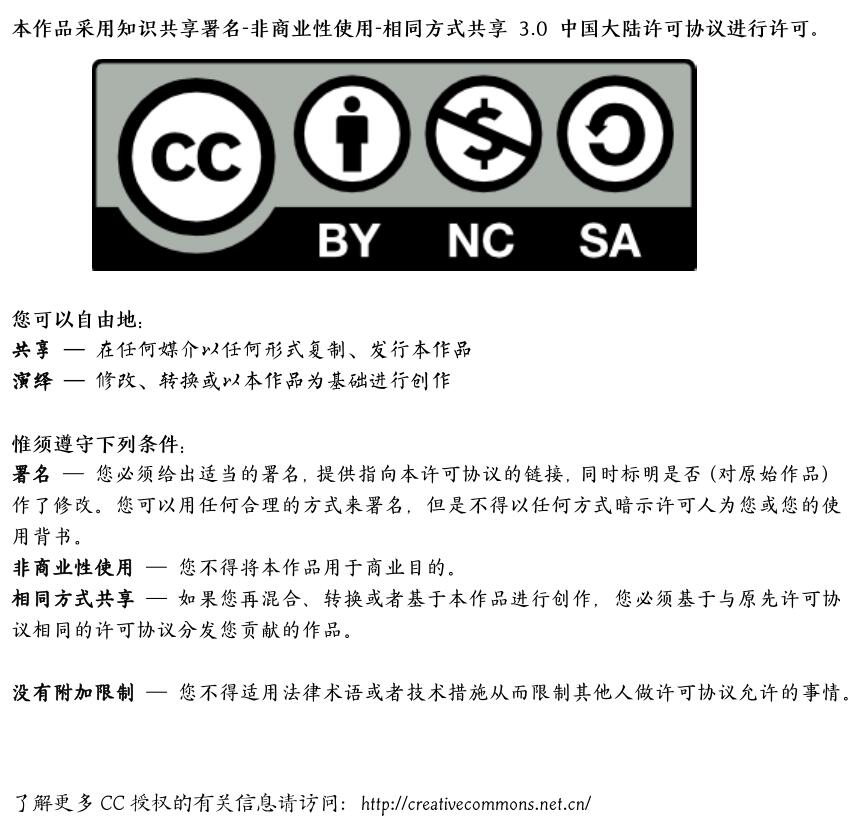 本作品采用知识共享署名-非商业性使用-相同方式共享 3.0 中国大陆许可协议进行许可。
cc
BY NC SA
您可以自由地:
共享 — 在任何媒介以任何形式复制、发行本作品
演绎 — 修改、转换或以本作品为基础进行创作
惟须遵守下列条件:
署名 — 您必须给出适当的署名, 提供指向本许可协议的链接, 同时标明是否 (对原始作品)
作了修改。您可以用任何合理的方式来署名, 但是不得以任何方式暗示许可人为您或您的使
用背书。
非商业性使用 — 您不得将本作品用于商业目的。
相同方式共享 — 如果您再混合、转换或者基于本作品进行创作, 您必须基于与原先许可协
议相同的许可协议分发您贡献的作品。
没有附加限制 — 您不得适用法律术语或者技术措施从而限制其他人做许可协议允许的事情。
了解更多 CC 授权的有关信息请访问: http://creativecommons.net.cn/